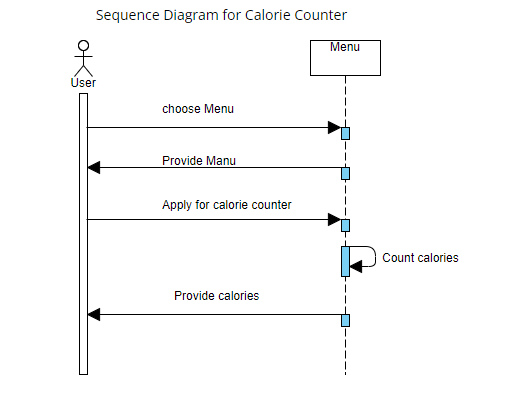 Sequence Diagram for Calorie Counter
Menu
User
choose Menu
Provide Manu
Apply for calorie counter
Count calories
Provide calories